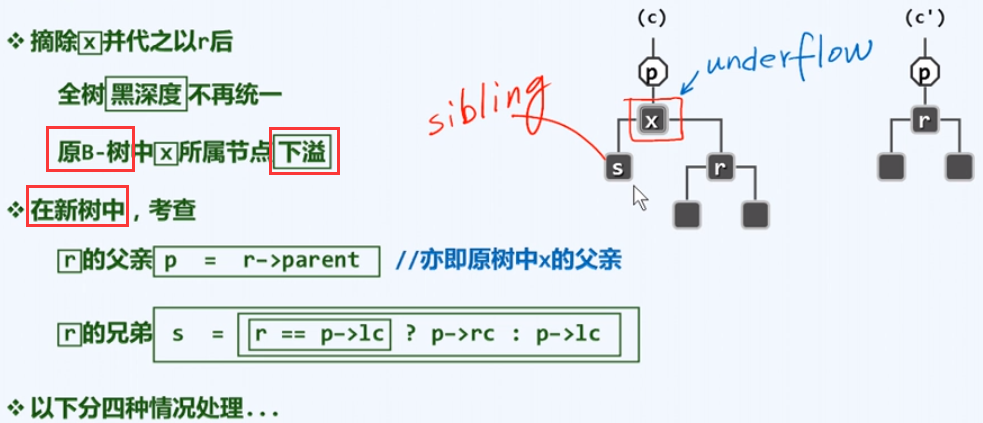 ❖ 摘除x并代之以r后
全树黑深度不再统一
原B-树中x所属节点下溢
❖ 在新树中，考查
r的父亲 p = r->parent //亦即原树中x的父亲
r的兄弟 s = r == p->lc ? p->rc : p->lc
❖ 以下分四种情况处理...
(c)
p
underflow
x
sibling
s
r
(c')
p
r